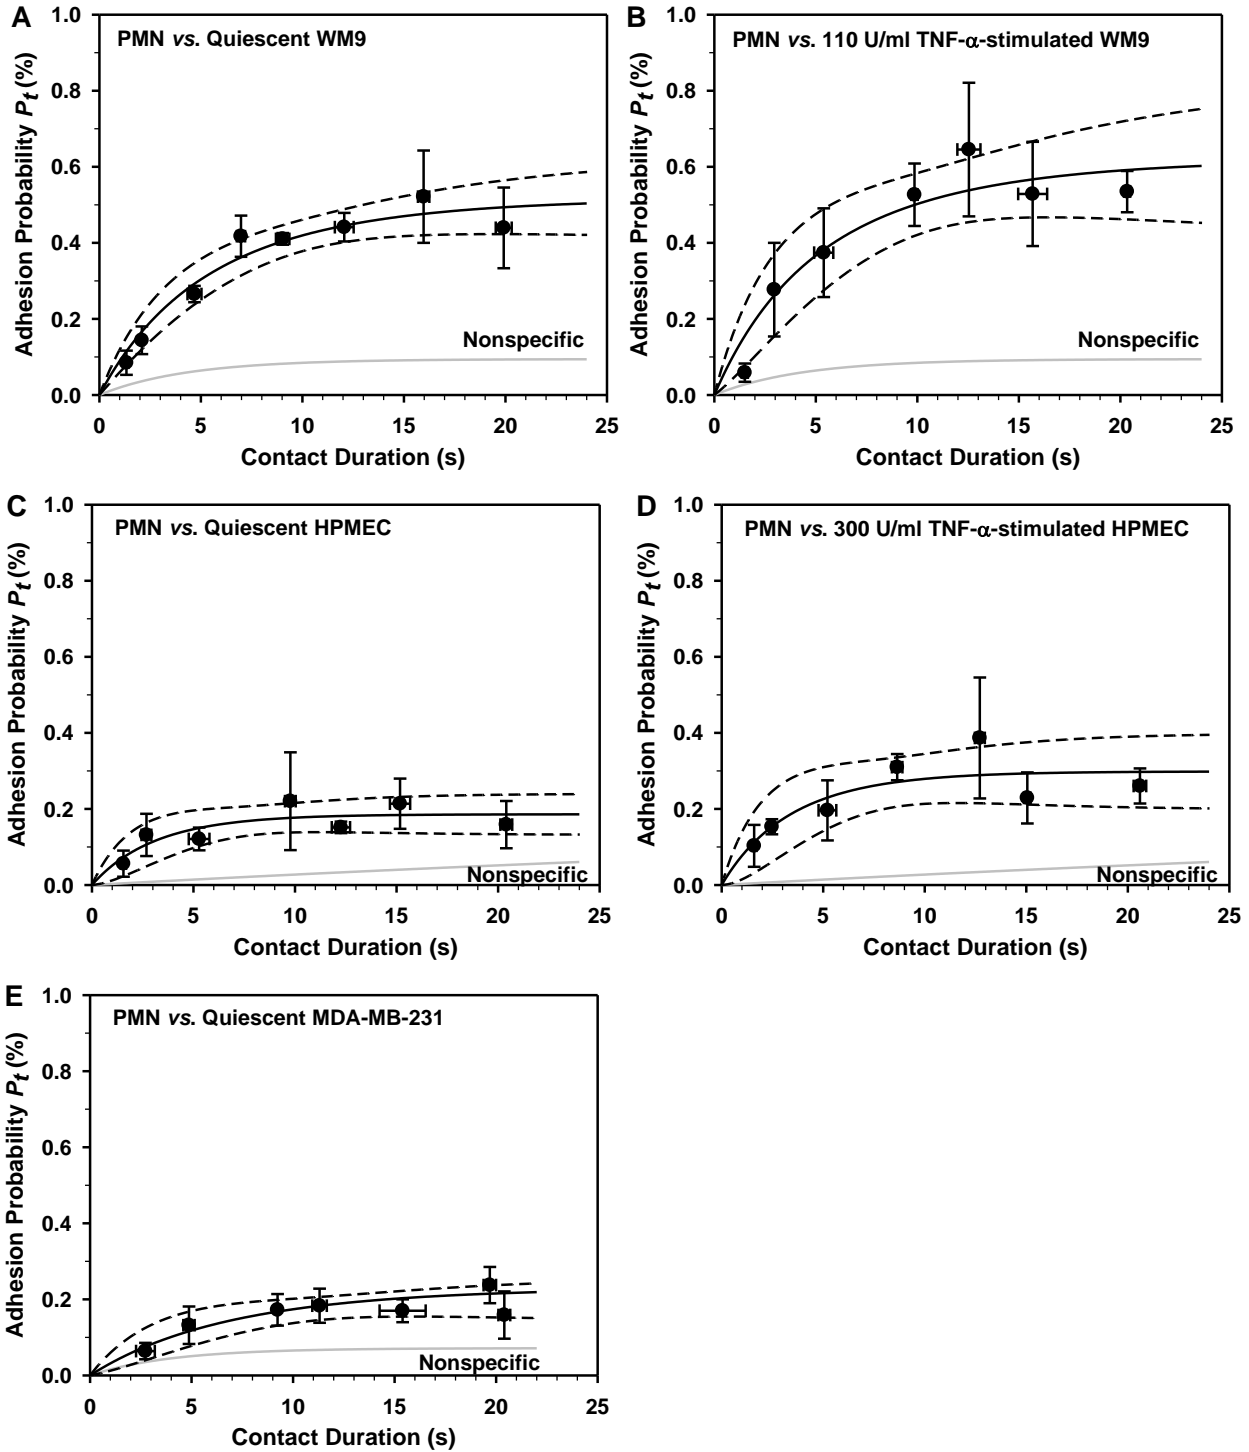 A
PMN vs. Quiescent WM9
Adhesion Probability Pt (%)
1.0
0.8
0.6
0.4
0.2
0.0
Nonspecific
0 5 10 15 20 25
Contact Duration (s)
B
PMN vs. 110 U/ml TNF-α-stimulated WM9
Adhesion Probability Pt (%)
1.0
0.8
0.6
0.4
0.2
0.0
Nonspecific
0 5 10 15 20 25
Contact Duration (s)
C
PMN vs. Quiescent HPMEC
Adhesion Probability Pt (%)
1.0
0.8
0.6
0.4
0.2
0.0
Nonspecific
0 5 10 15 20 25
Contact Duration (s)
D
PMN vs. 300 U/ml TNF-α-stimulated HPMEC
Adhesion Probability Pt (%)
1.0
0.8
0.6
0.4
0.2
0.0
Nonspecific
0 5 10 15 20 25
Contact Duration (s)
E
PMN vs. Quiescent MDA-MB-231
Adhesion Probability Pt (%)
1.0
0.8
0.6
0.4
0.2
0.0
Nonspecific
0 5 10 15 20 25
Contact Duration (s)